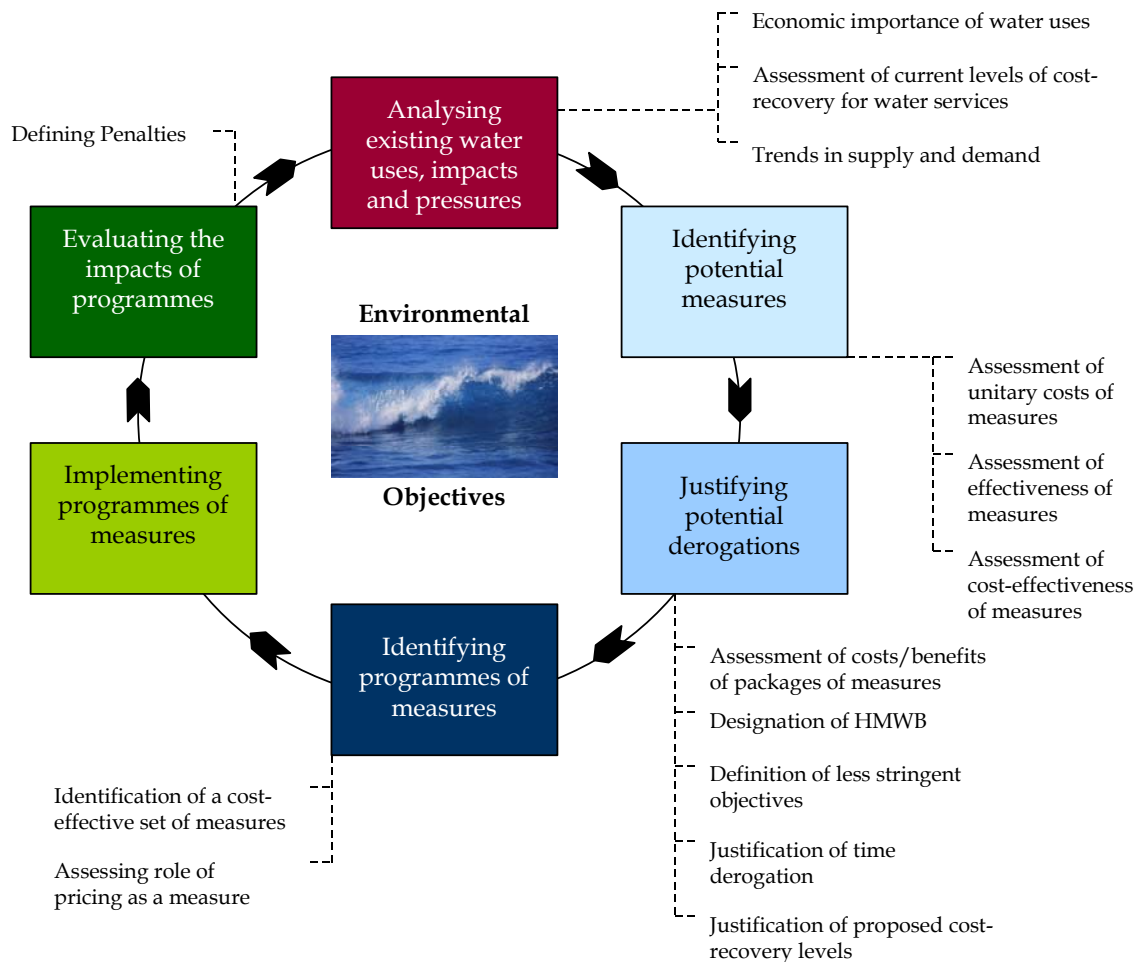 Economic importance of water uses
Assessment of current levels of cost-
recovery for water services
Trends in supply and demand
Defining Penalties
Analysing
existing water
uses, impacts
and pressures
Evaluating the
impacts of
programmes
Identifying
potential
measures
Environmental
Objectives
Assessment of
unitary costs of
measures
Assessment of
effectiveness of
measures
Assessment of
cost-effectiveness
of measures
Implementing
programmes of
measures
Justifying
potential
derogations
Identifying
programmes of
measures
Assessment of costs/benefits
of packages of measures
Designation of HMWB
Definition of less stringent
objectives
Justification of time
derogation
Justification of proposed cost-
recovery levels
Identification of a cost-
effective set of measures
Assessing role of
pricing as a measure